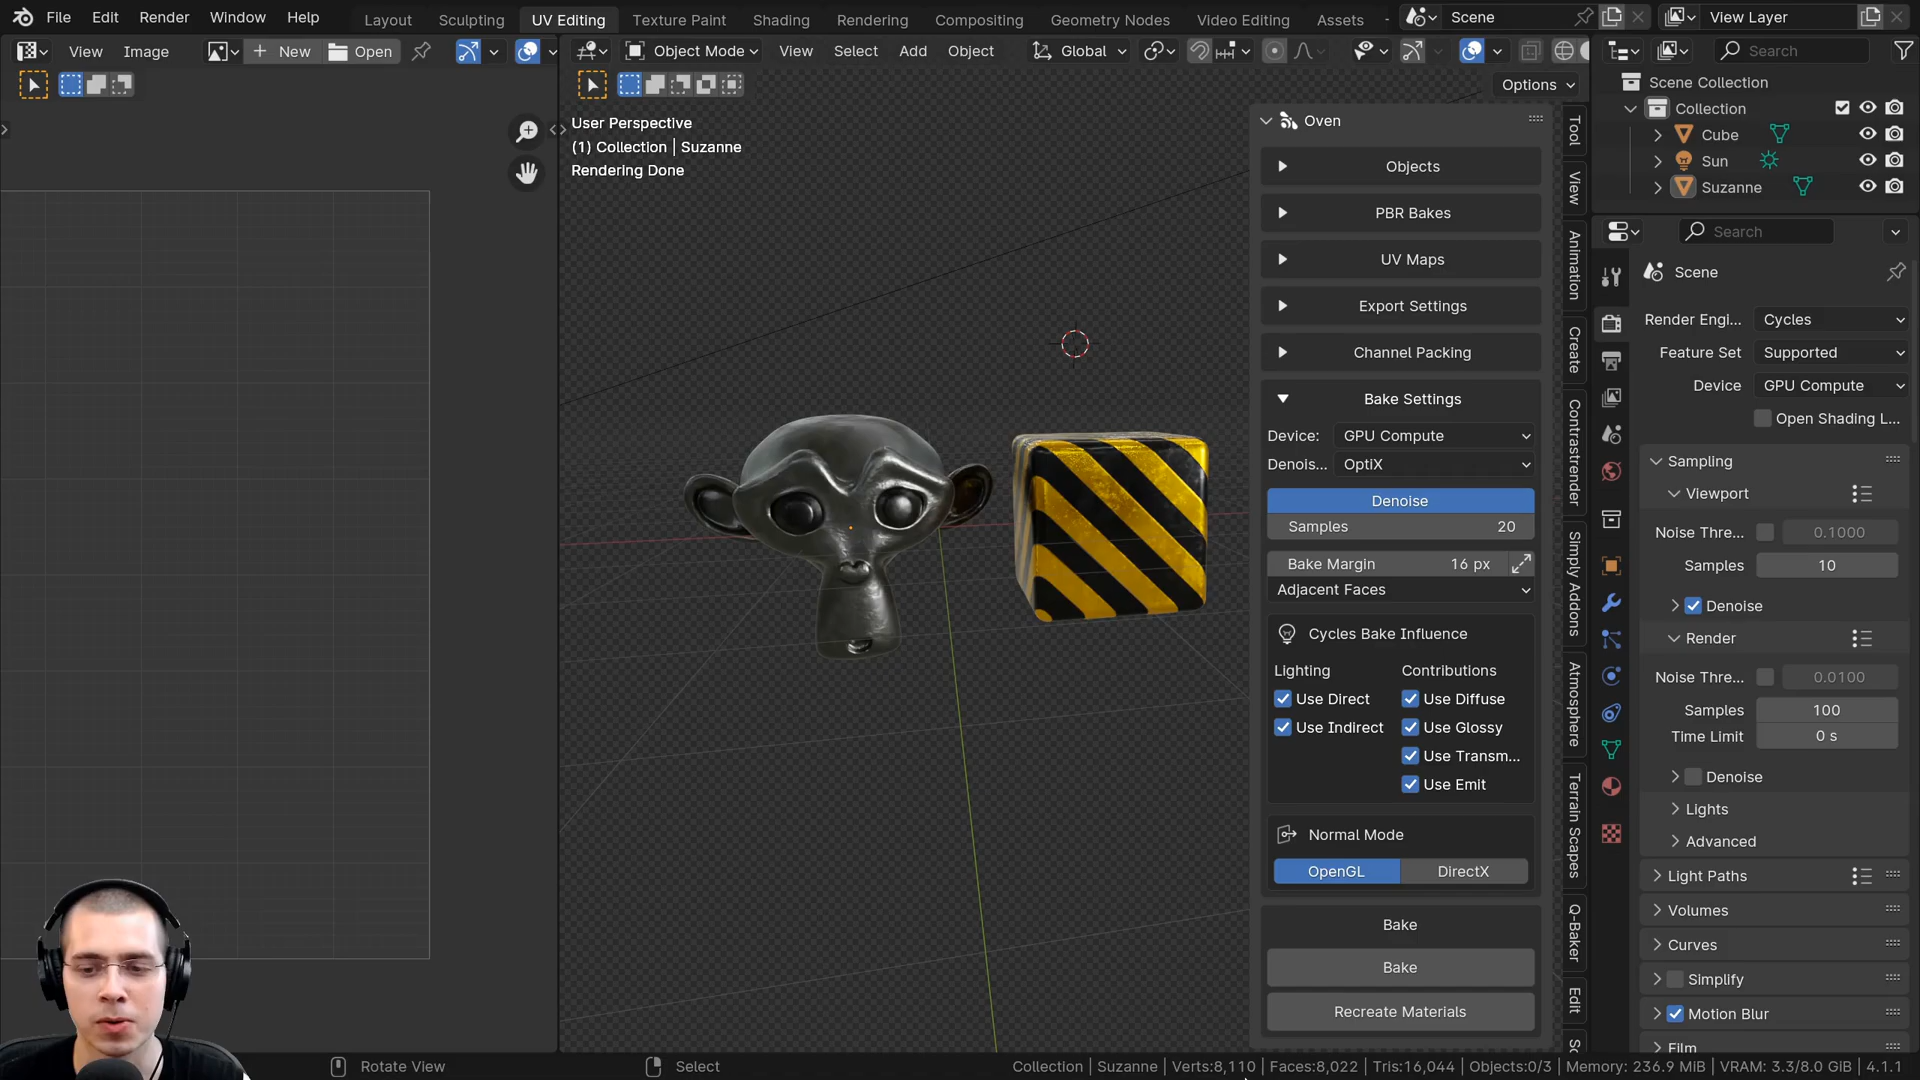 File Edit Render Window Help Layout Sculpting UV Editing Texture Paint Shading Rendering Compositing Geometry Nodes Video Editing Assets Scene View Layer
View Image New Open Object Mode View Select Add Object Global Search
Options
User Perspective
(1) Collection | Suzanne
Rendering Done
Oven
Objects
PBR Bakes
UV Maps
Export Settings
Channel Packing
Bake Settings
Device: GPU Compute
Denois... OptiX
Denoise
Samples 20
Bake Margin 16 px
Adjacent Faces
Cycles Bake Influence
Lighting Contributions
Use Direct Use Diffuse
Use Indirect Use Glossy
Use Transm...
Use Emit
Normal Mode
OpenGL DirectX
Bake
Bake
Recreate Materials
Tool
View
Animation
Create
Contrastrender
Simply Addons
Atmosphere
Terrain Scapes
Q-Baker
Edit
Sc
Scene Collection
Collection
Cube
Sun
Suzanne
Search
Scene
Render Engi... Cycles
Feature Set Supported
Device GPU Compute
Open Shading L...
Sampling
Viewport
Noise Thre... 0.1000
Samples 10
Denoise
Render
Noise Thre... 0.0100
Samples 100
Time Limit 0 s
Denoise
Lights
Advanced
Light Paths
Volumes
Curves
Simplify
Motion Blur
Film
Rotate View Select Collection | Suzanne | Verts:8,110 | Faces:8,022 | Tris:16,044 | Objects:0/3 | Memory: 236.9 MiB | VRAM: 3.3/8.0 GiB | 4.1.1